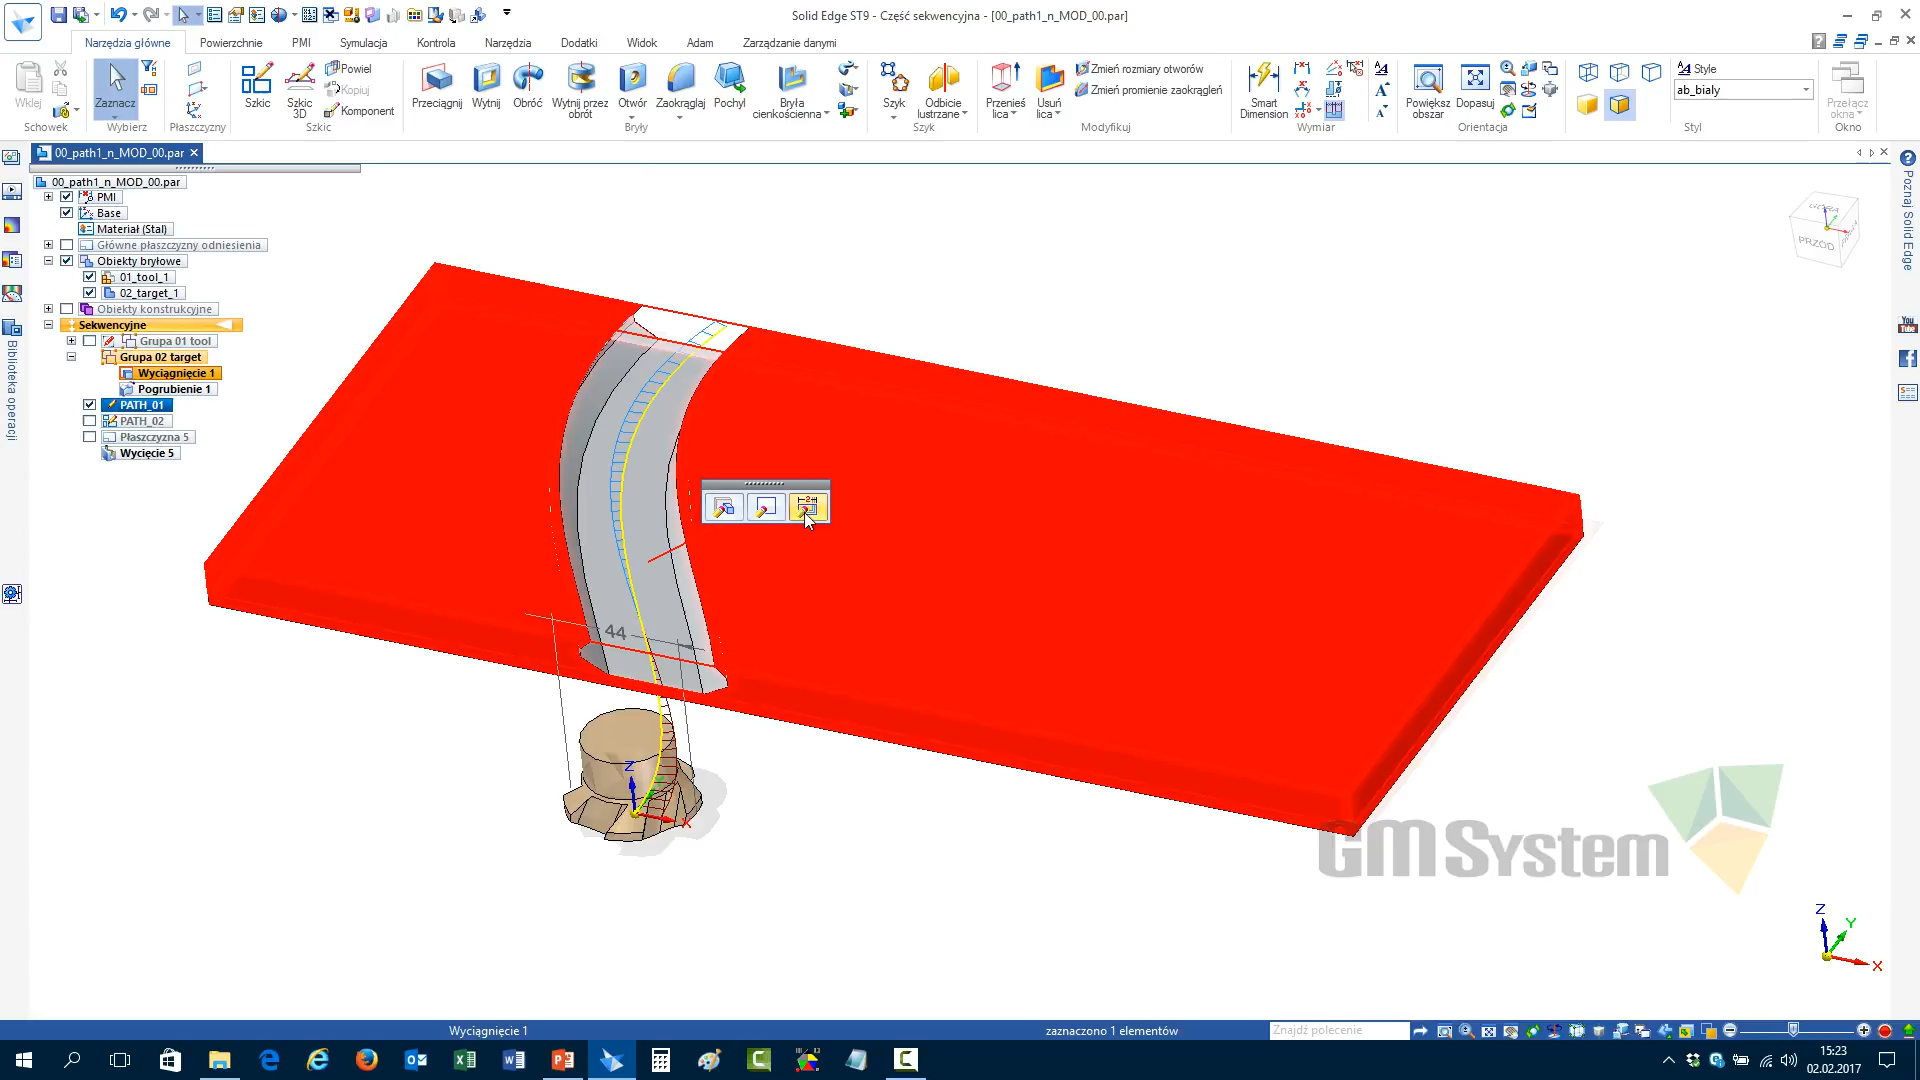 Solid Edge ST9 - Część sekwencyjna - [00_path1_n_MOD_00.par]
Narzędzia główne Powierzchnie PMI Symulacja Kontrola Narzędzia Dodatki Widok Adam Zarządzanie danymi
Wklej
Schowek
Zaznacz
Wybierz
Płaszczyzny
Szkic
Szkic 3D
Powiel
Kopiuj
Komponent
Szkic
Przeciągnij
Wytnij
Obróć
Wytnij przez obrót
Otwór
Zaokrąglaj
Pochyl
Bryła cienkościenna
Bryły
Szyk
Odbicie lustrzane
Szyk
Przenieś lica
Usuń lica
Zmień rozmiary otworów
Zmień promienie zaokrągleń
Modyfikuj
Smart Dimension
Wymiar
Powiększ obszar
Dopasuj
Orientacja
Style
ab_bialy
Styl
Przełącz okna
Okno
00_path1_n_MOD_00.par
00_path1_n_MOD_00.par
PMI
Base
Materiał (Stal)
Główne płaszczyzny odniesienia
Obiekty bryłowe
01_tool_1
02_target_1
Obiekty konstrukcyjne
Sekwencyjne
Grupa 01 tool
Grupa 02 target
Wyciągnięcie 1
Pogrubienie 1
PATH_01
PATH_02
Płaszczyzna 5
Wycięcie 5
Biblioteka operacji
Poznaj Solid Edge
You Tube
GÓRA
PRZÓD
44
Z
X
GMSystem
Z
Y
X
Wyciągnięcie 1
zaznaczono 1 elementów
Znajdź polecenie
15:23
02.02.2017